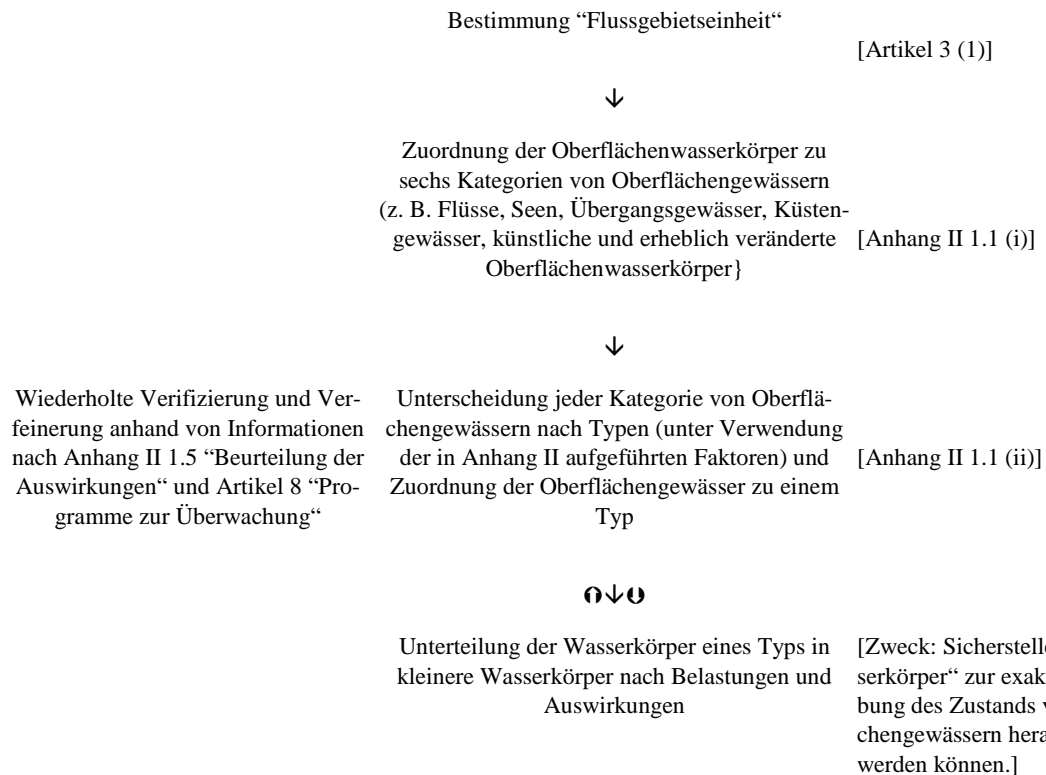 Bestimmung “Flussgebietseinheit“
[Artikel 3 (1)]
↓
Zuordnung der Oberflächenwasserkörper zu
sechs Kategorien von Oberflächengewässern
(z. B. Flüsse, Seen, Übergangsgewässer, Küsten-
gewässer, künstliche und erheblich veränderte
Oberflächenwasserkörper}
[Anhang II 1.1 (i)]
↓
Wiederholte Verifizierung und Ver-
feinerung anhand von Informationen
nach Anhang II 1.5 “Beurteilung der
Auswirkungen“ und Artikel 8 “Pro-
gramme zur Überwachung“
Unterscheidung jeder Kategorie von Oberflä-
chengewässern nach Typen (unter Verwendung
der in Anhang II aufgeführten Faktoren) und
Zuordnung der Oberflächengewässer zu einem
Typ
[Anhang II 1.1 (ii)]
↓
Unterteilung der Wasserkörper eines Typs in
kleinere Wasserkörper nach Belastungen und
Auswirkungen
[Zweck:
serkörper“ zur
bung des Zustands
chengewässern
werden können.]